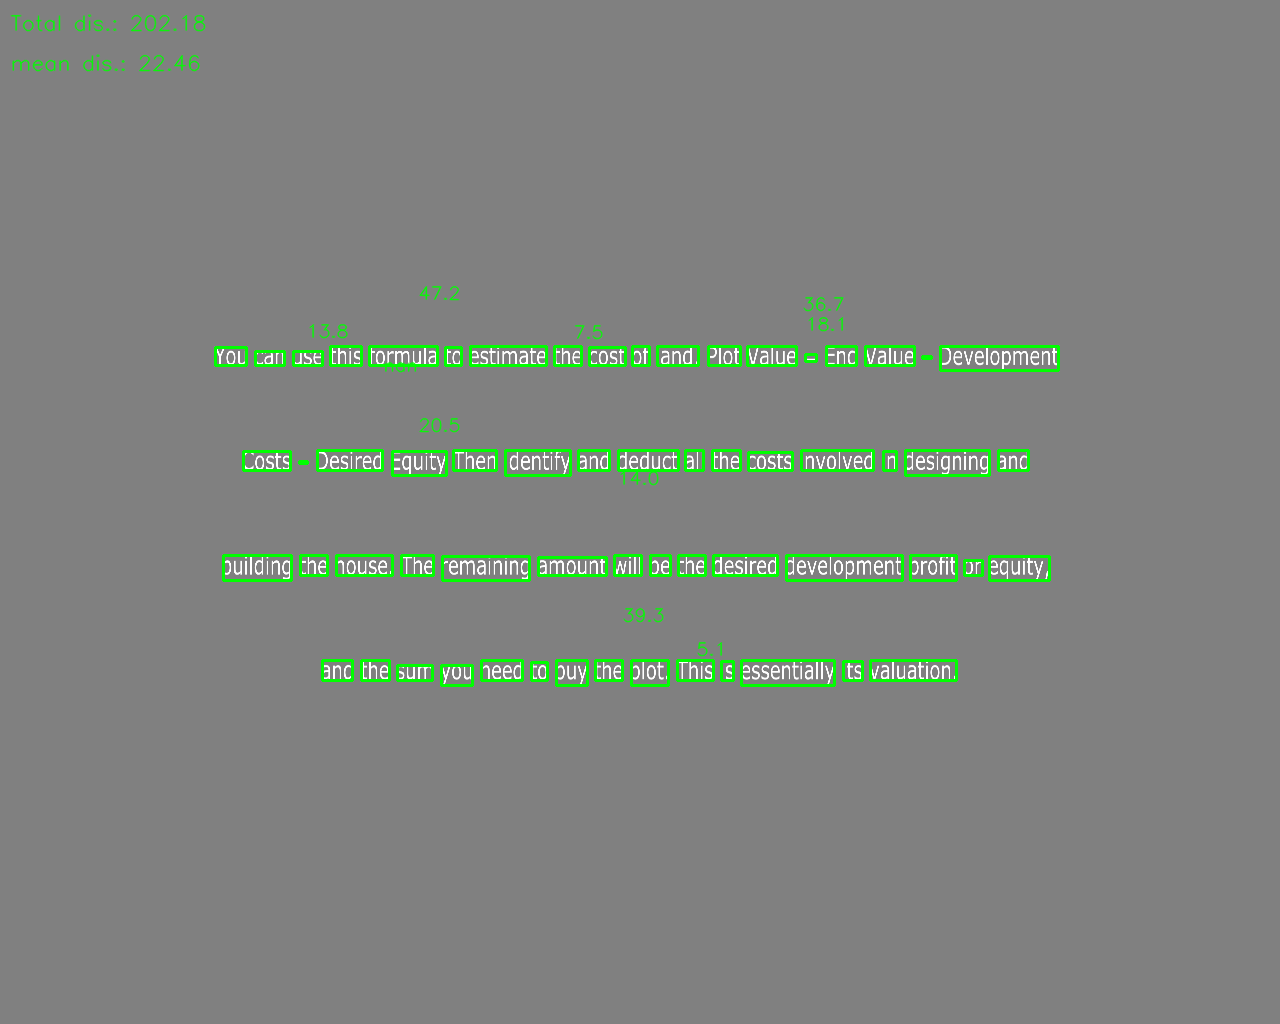 Total dis.: 202.18
mean dis.: 22.46
47.2
36.7
13.8 7.5 18.1
You can use this formula to estimate the cost of land. Plot Value = End Value – Development
nan
20.5
Costs – Desired Equity Then identify and deduct all the costs involved in designing and
14.0
building the house. The remaining amount will be the desired development profit or equity,
39.3
5.1
and the sum you need to buy the plot. This is essentially its valuation.